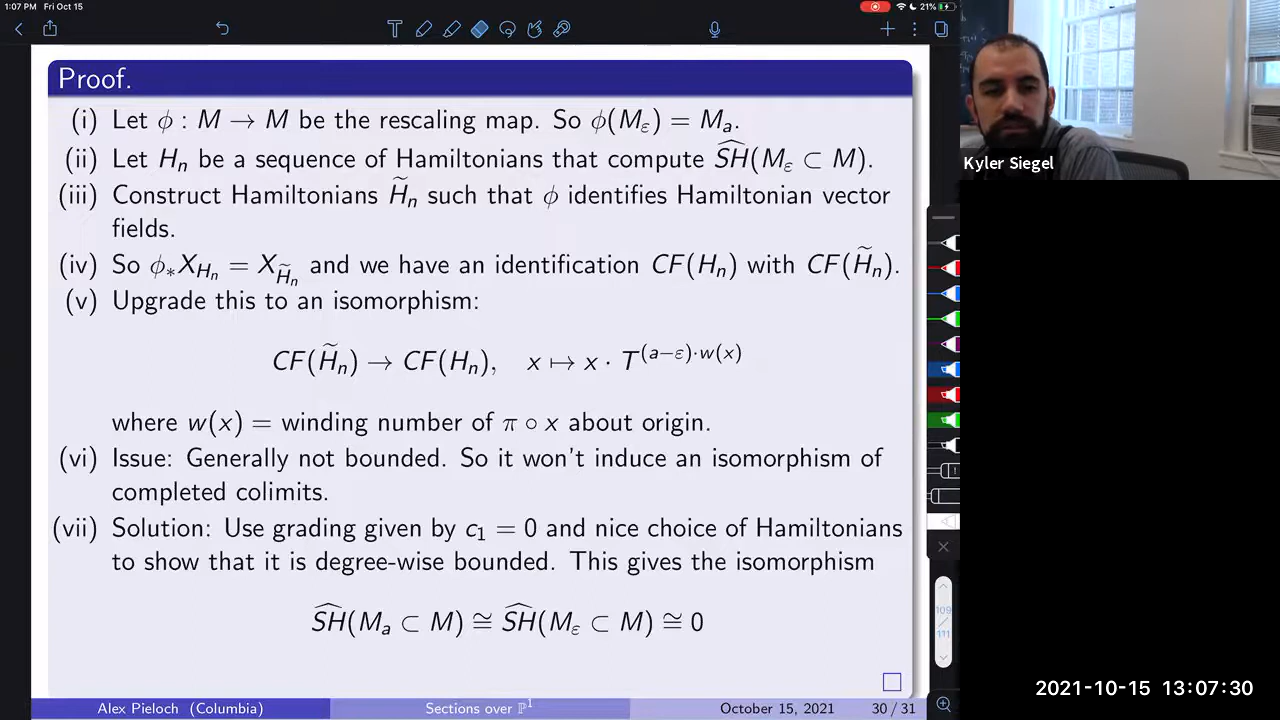 1:07 PM Fri Oct 15
21%
Proof.
(i) Let ϕ : M → M be the rescaling map. So ϕ(M_ε) = M_a.
(ii) Let H_n be a sequence of Hamiltonians that compute \widehat{SH}(M_ε ⊂ M).
(iii) Construct Hamiltonians \widetilde{H}_n such that ϕ identifies Hamiltonian vector
fields.
(iv) So ϕ_*X_{H_n} = X_{\widetilde{H}_n} and we have an identification CF(H_n) with CF(\widetilde{H}_n).
(v) Upgrade this to an isomorphism:
CF(\widetilde{H}_n) → CF(H_n), x ↦ x · T^{(a−ε)·w(x)}
where w(x) = winding number of π ∘ x about origin.
(vi) Issue: Generally not bounded. So it won't induce an isomorphism of
completed colimits.
(vii) Solution: Use grading given by c_1 = 0 and nice choice of Hamiltonians
to show that it is degree-wise bounded. This gives the isomorphism
\widehat{SH}(M_a ⊂ M) ≅ \widehat{SH}(M_ε ⊂ M) ≅ 0
Alex Pieloch (Columbia) Sections over ℙ^1 October 15, 2021 30 / 31
Kyler Siegel
109
/
111
2021-10-15 13:07:30